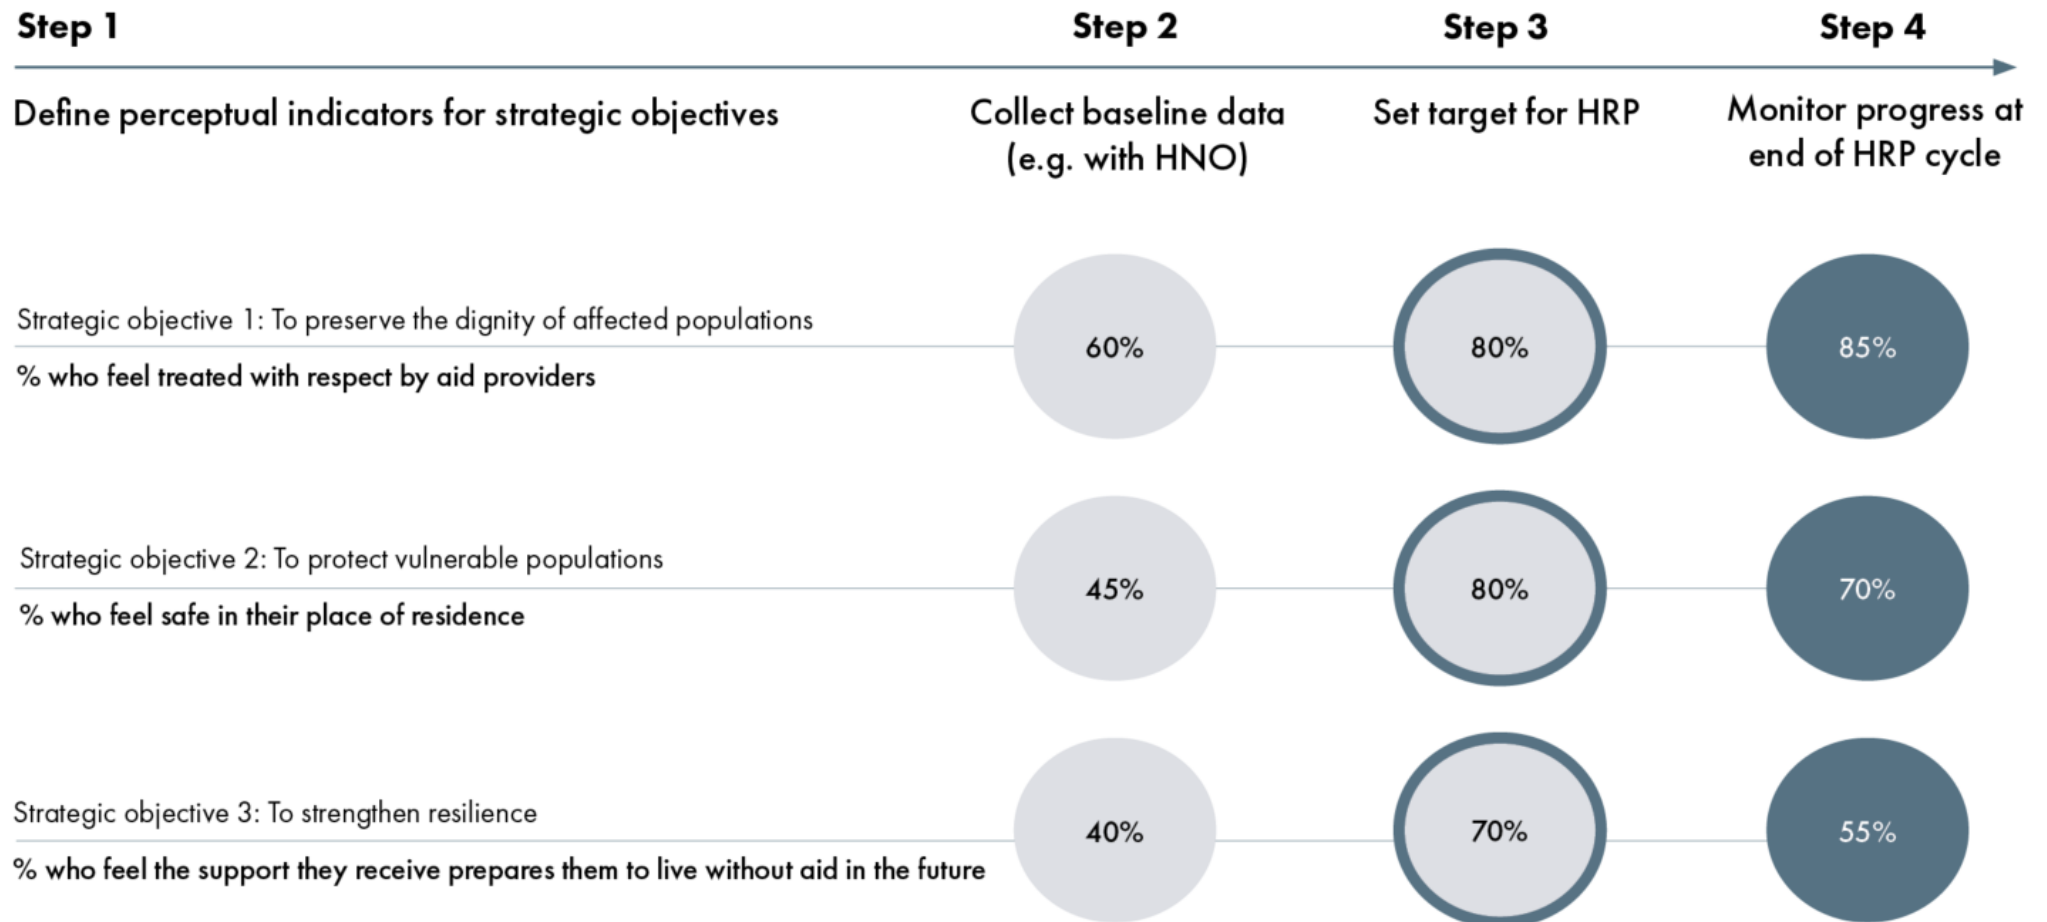 Step 1
Step 2
Step 3
Step 4
Define perceptual indicators for strategic objectives
Collect baseline data
(e.g. with HNO)
Set target for HRP
Monitor progress at
end of HRP cycle
Strategic objective 1: To preserve the dignity of affected populations
% who feel treated with respect by aid providers
60%
80%
85%
Strategic objective 2: To protect vulnerable populations
% who feel safe in their place of residence
45%
80%
70%
Strategic objective 3: To strengthen resilience
% who feel the support they receive prepares them to live without aid in the future
40%
70%
55%